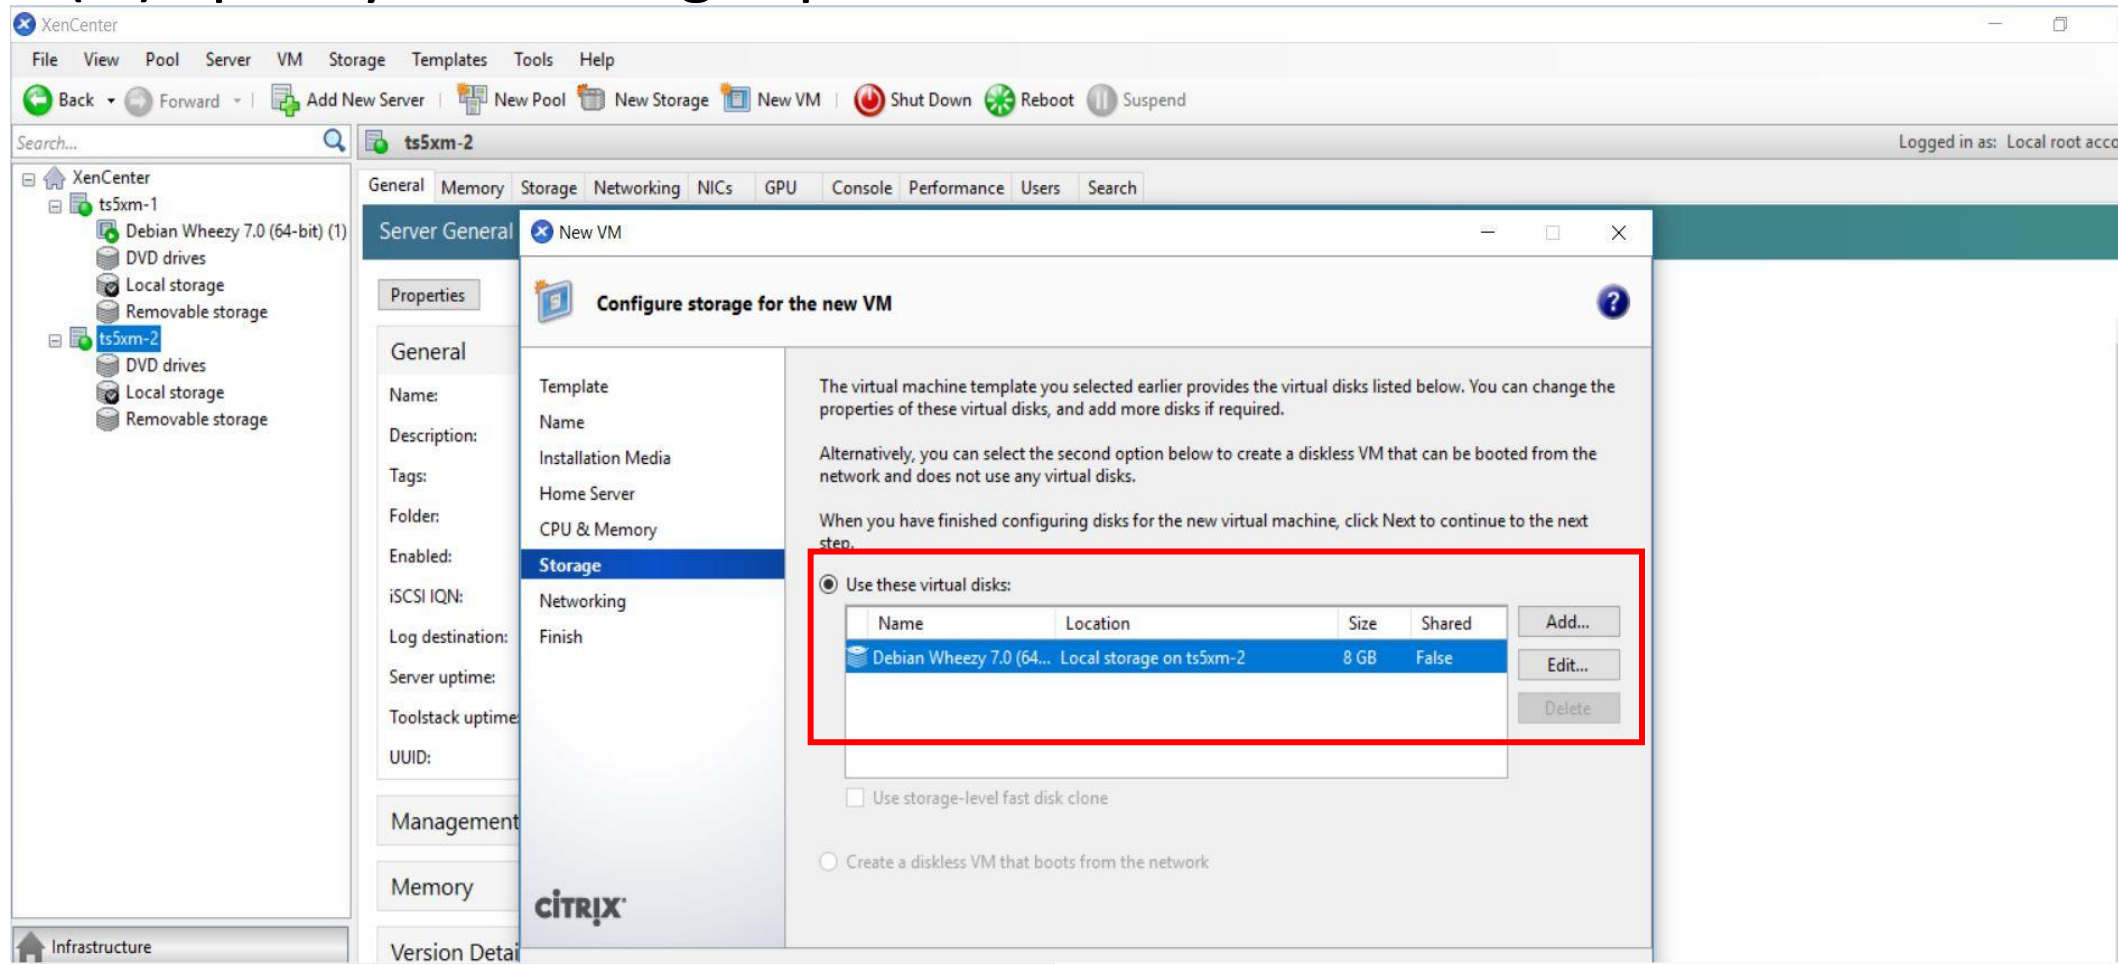 XenCenter
File View Pool Server VM Storage Templates Tools Help
Back Forward Add New Server New Pool New Storage New VM Shut Down Reboot Suspend
Search...
ts5xm-2
Logged in as: Local root acco
XenCenter
ts5xm-1
Debian Wheezy 7.0 (64-bit) (1)
DVD drives
Local storage
Removable storage
ts5xm-2
DVD drives
Local storage
Removable storage
Infrastructure
General Memory Storage Networking NICs GPU Console Performance Users Search
Server General
Properties
General
Name:
Description:
Tags:
Folder:
Enabled:
iSCSI IQN:
Log destination:
Server uptime:
Toolstack uptime:
UUID:
Management
Memory
Version Detai
New VM
Configure storage for the new VM
Template
Name
Installation Media
Home Server
CPU & Memory
Storage
Networking
Finish
CITRIX
The virtual machine template you selected earlier provides the virtual disks listed below. You can change the
properties of these virtual disks, and add more disks if required.
Alternatively, you can select the second option below to create a diskless VM that can be booted from the
network and does not use any virtual disks.
When you have finished configuring disks for the new virtual machine, click Next to continue to the next
step.
Use these virtual disks:
Name Location Size Shared
Debian Wheezy 7.0 (64... Local storage on ts5xm-2 8 GB False
Add...
Edit...
Delete
Use storage-level fast disk clone
Create a diskless VM that boots from the network